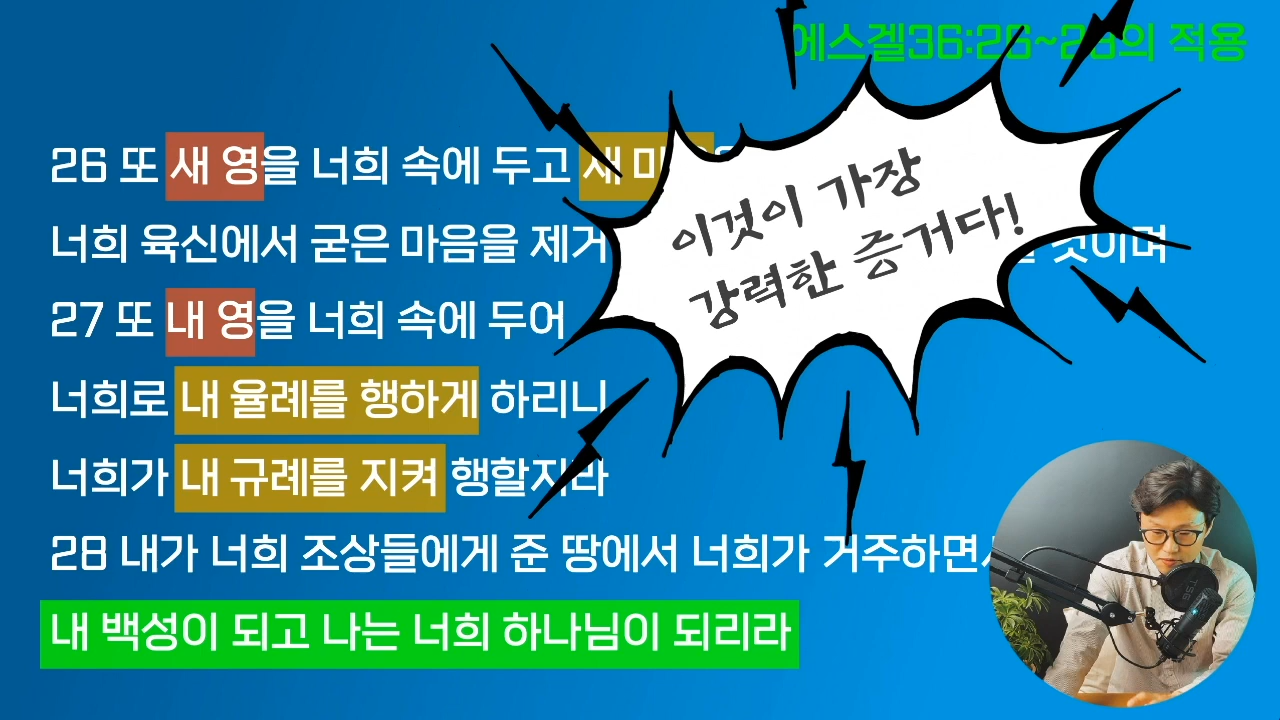 에스겔36:26~28의 적용
26 또 새 영을 너희 속에 두고 새
이것이 가장
강력한 증거다!
너희 육신에서 굳은 마음을 제거 것이며
27 또 내 영을 너희 속에 두어
너희로 내 율례를 행하게 하리니
너희가 내 규례를 지켜 행할지라
28 내가 너희 조상들에게 준 땅에서 너희가 거주하면서
내 백성이 되고 나는 너희 하나님이 되리라